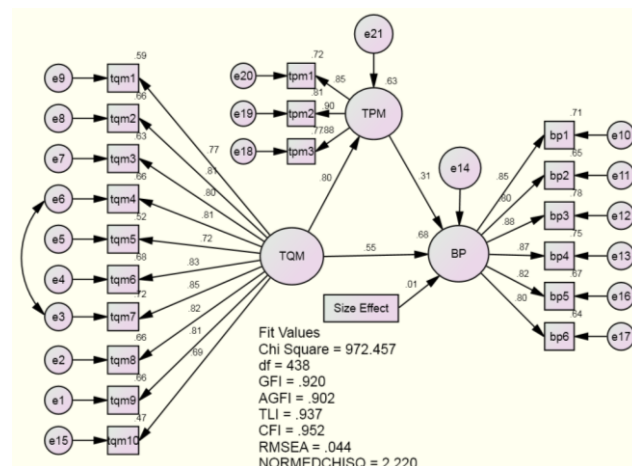 e21
e20
.72
tpm1
.85
.63
TPM
e19
.81
tpm2
.90
e18
.77
tpm3
.88
.59
e9
tqm1
.77
.66
e8
tqm2
.81
.63
e7
tqm3
.80
.66
e6
tqm4
.81
.52
e5
tqm5
.72
.68
e4
tqm6
.83
.72
e3
tqm7
.85
.66
e2
tqm8
.82
.66
e1
tqm9
.81
.47
e15
tqm10
.69
TQM
.80
.31
.55
e14
.68
BP
Size Effect
.01
.71
bp1
e10
.85
.65
bp2
e11
.80
.78
bp3
e12
.88
.75
bp4
e13
.87
.67
bp5
e16
.82
.64
bp6
e17
.80
Fit Values
Chi Square = 972.457
df = 438
GFI = .920
AGFI = .902
TLI = .937
CFI = .952
RMSEA = .044
NORMEDCHISQ = 2.220